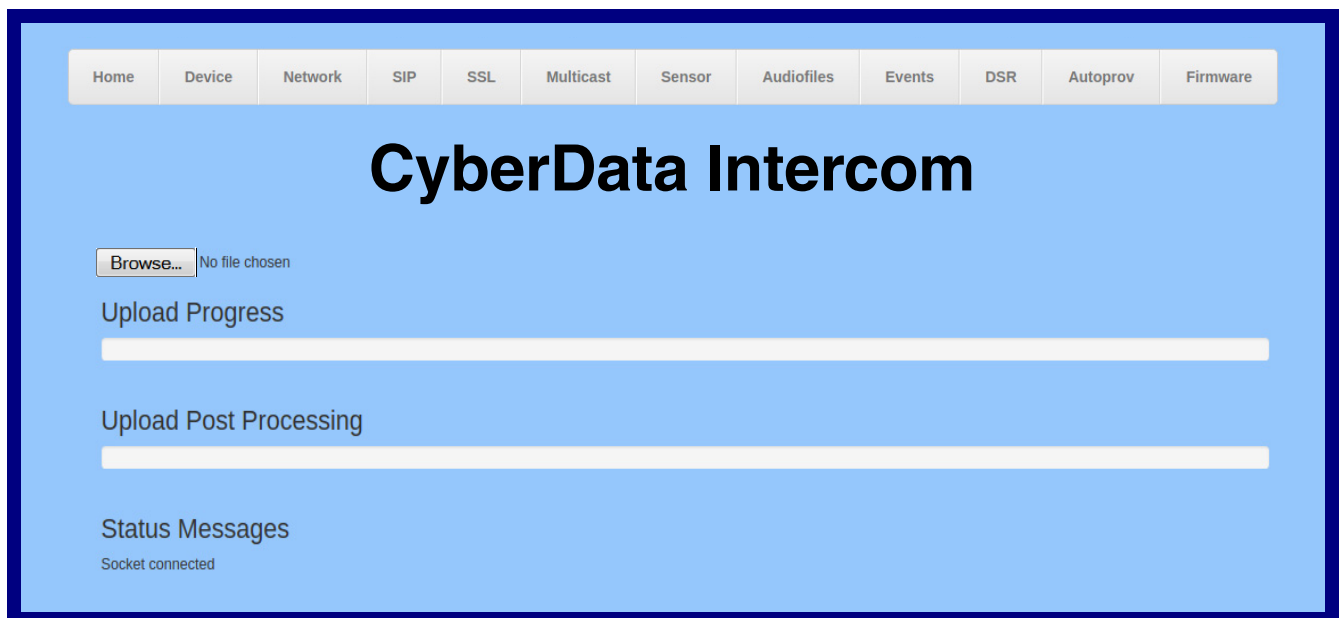 Home Device Network SIP SSL Multicast Sensor Audiofiles Events DSR Autoprov Firmware
CyberData Intercom
Browse... No file chosen
Upload Progress
Upload Post Processing
Status Messages
Socket connected